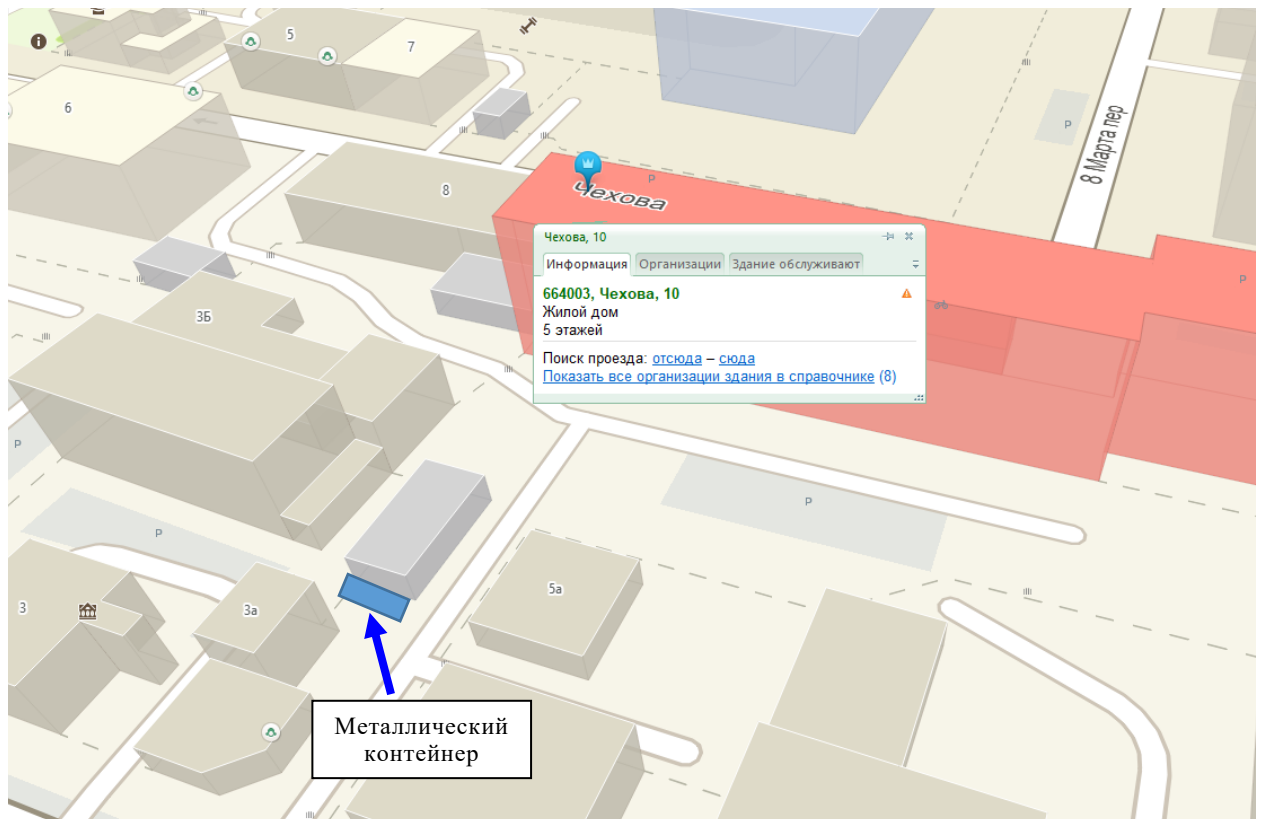 5
7
6
P
8 Марта пер
8
P
Чехова
Чехова, 10
Информация Организации Здание обслуживают
664003, Чехова, 10
Жилой дом
5 этажей
Поиск проезда: отсюда – сюда
Показать все организации здания в справочнике (8)
P
3Б
P
P
P
5а
3
3а
Металлический
контейнер